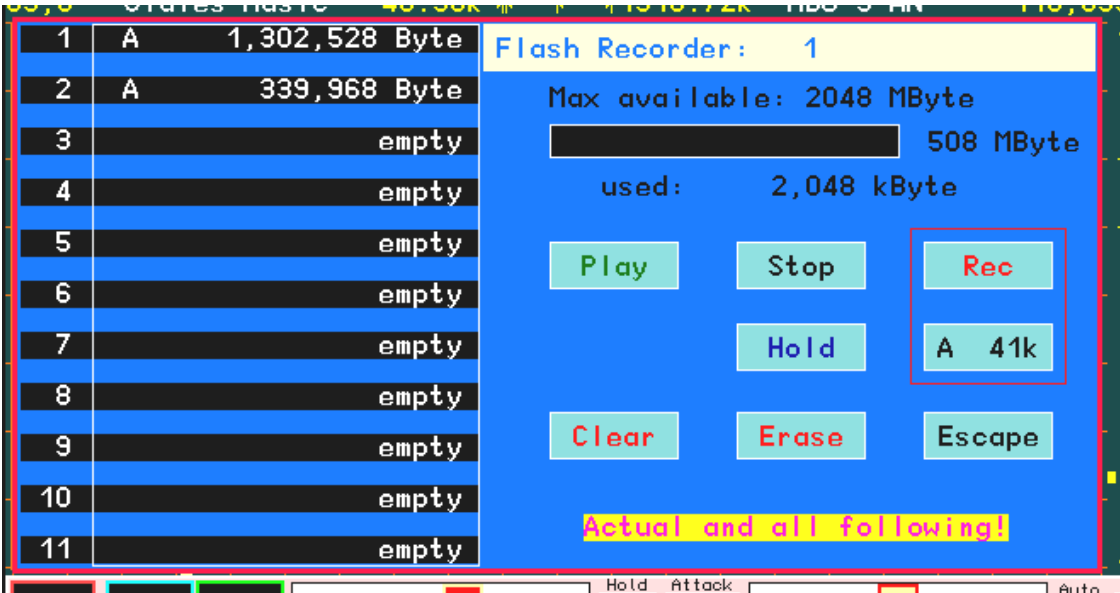 1 A 1,302,528 Byte
2 A 339,968 Byte
3 empty
4 empty
5 empty
6 empty
7 empty
8 empty
9 empty
10 empty
11 empty
Flash Recorder: 1
Max available: 2048 MByte
508 MByte
used: 2,048 kByte
Play Stop Rec
Hold A 41k
Clear Erase Escape
Actual and all following!
Hold Attack
Auto